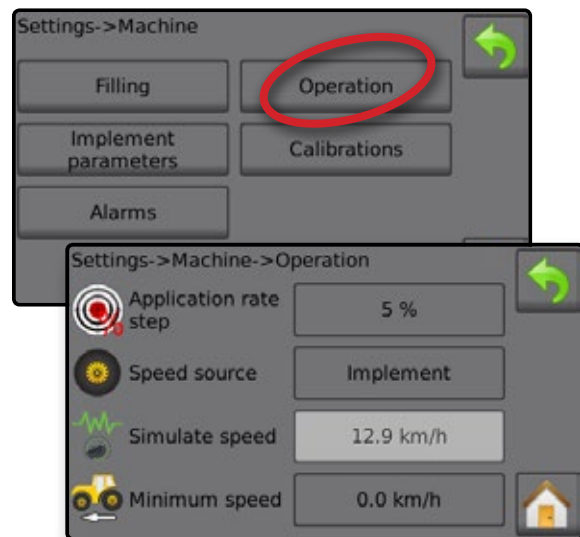 Settings->Machine
Filling
Operation
Implement
parameters
Calibrations
Alarms
Settings->Machine->Operation
Application rate
step
5 %
Speed source
Implement
Simulate speed
12.9 km/h
Minimum speed
0.0 km/h